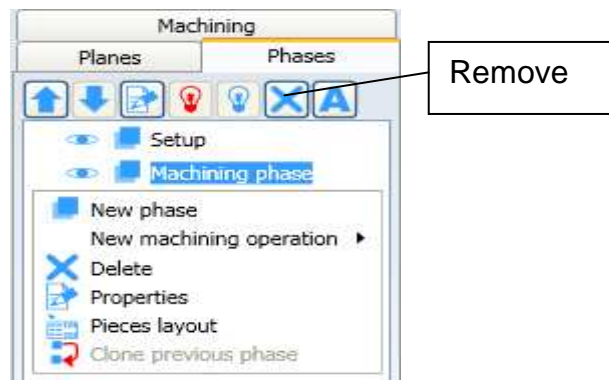 Machining
Planes
Phases
Remove
A
Setup
Machining phase
New phase
New machining operation
Delete
Properties
Pieces layout
Clone previous phase